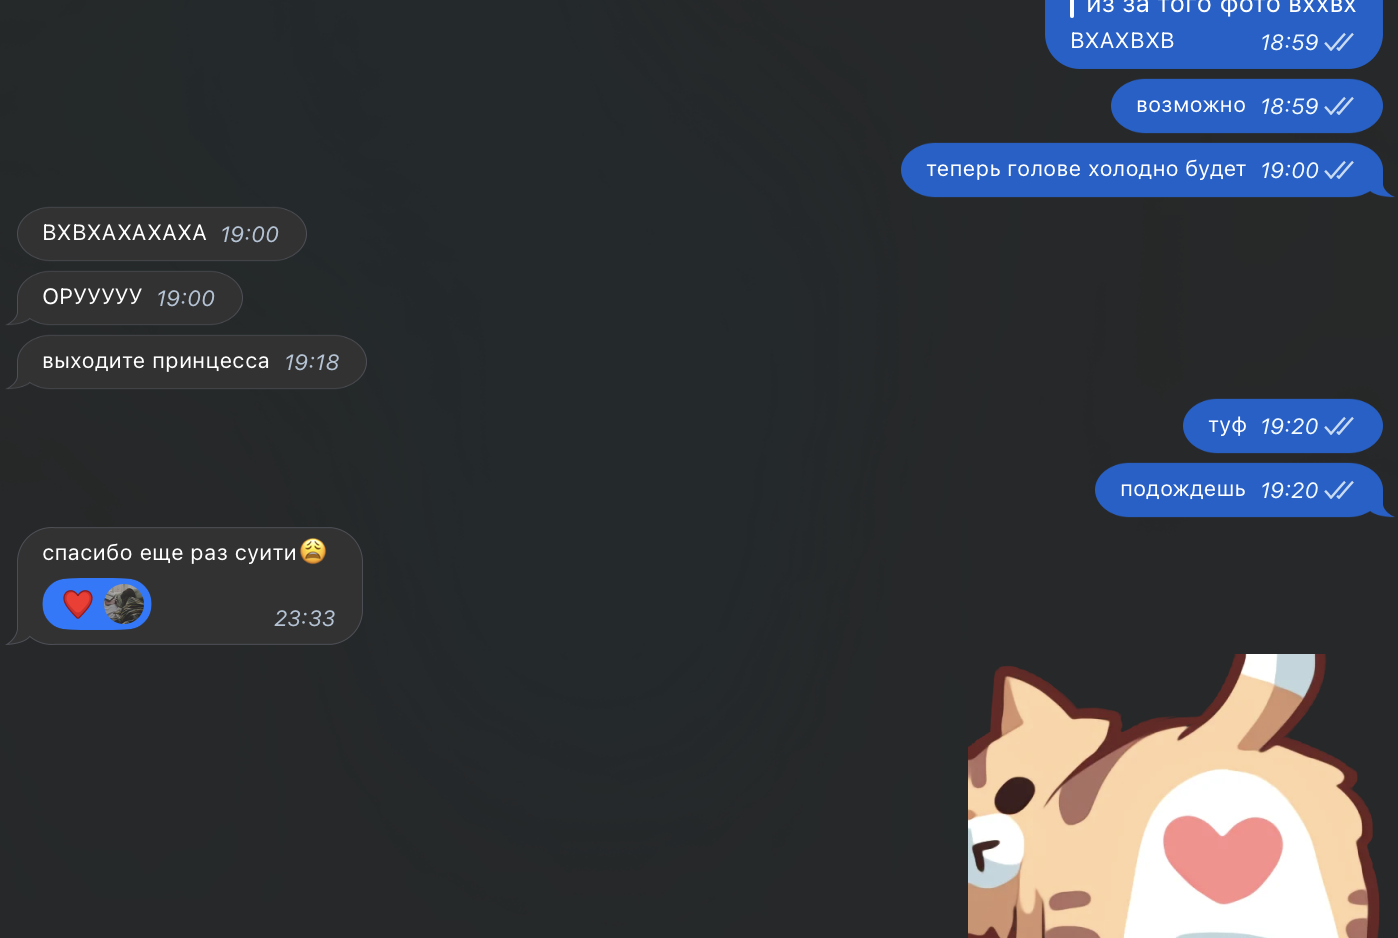 из за того фото вххвх
ВХАХВХВ 18:59
возможно 18:59
теперь голове холодно будет 19:00
ВХВХАХАХАХА 19:00
ОРУУУУУ 19:00
выходите принцесса 19:18
туф 19:20
подождешь 19:20
спасибо еще раз суити😩
❤️ 23:33